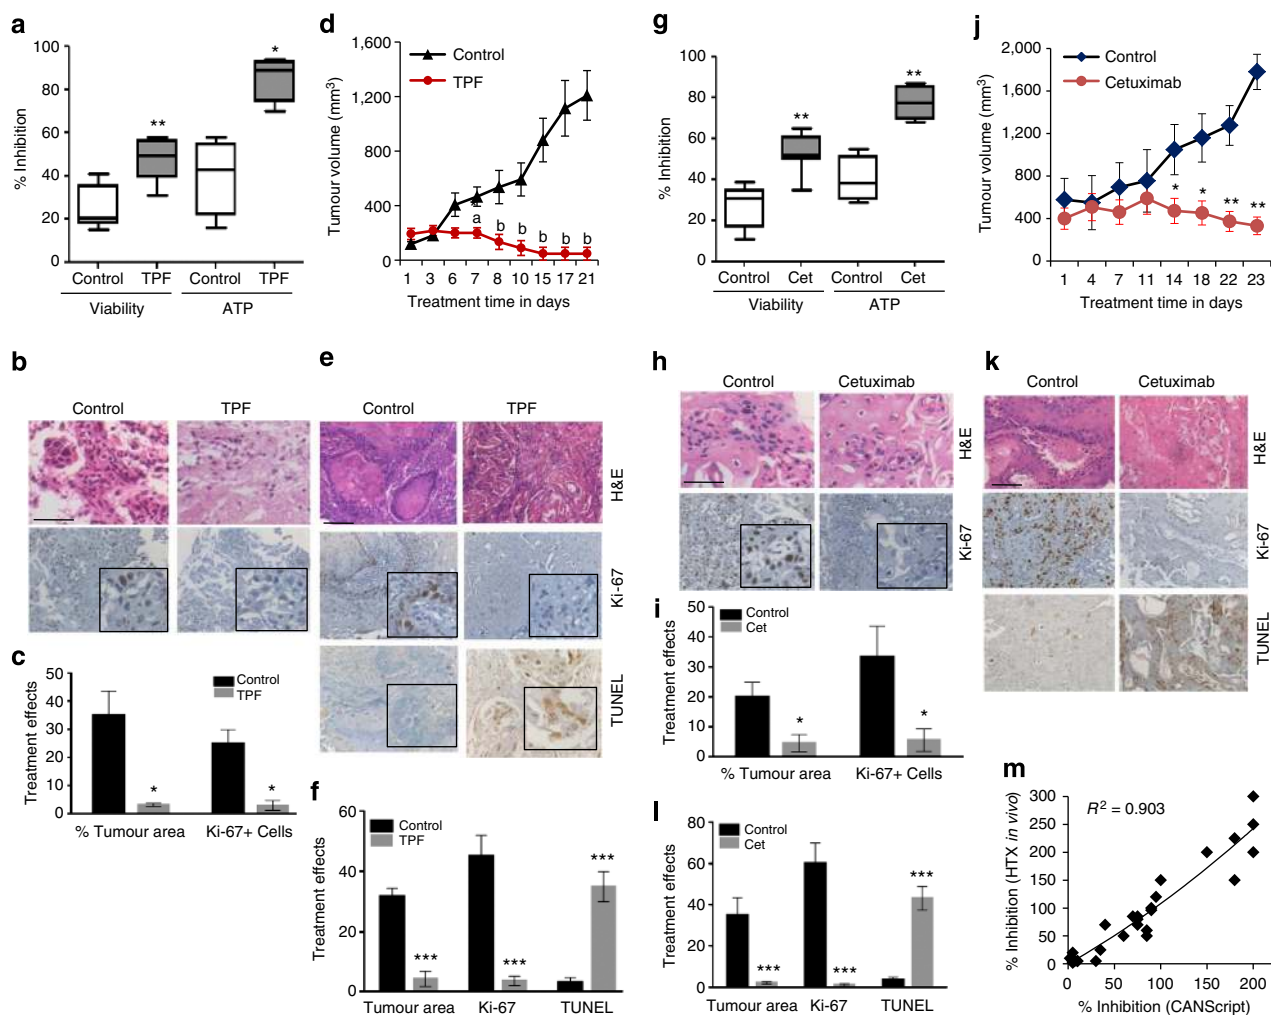 a
% Inhibition
100
80
60
40
20
0
**
*
Control TPF Control TPF
Viability ATP
d
Tumour volume (mm3)
1,600
1,200
800
400
0
Control
TPF
a b b b b b
1 3 6 7 8 10 15 17 21
Treatment time in days
g
% Inhibition
100
80
60
40
20
0
**
**
Control Cet Control Cet
Viability ATP
j
Tumour volume (mm3)
2,000
1,600
1,200
800
400
0
Control
Cetuximab
* * ** **
1 4 7 11 14 18 22 23
Treatment time in days
b
Control TPF
e
Control TPF
H&E
Ki-67
TUNEL
h
Control Cetuximab
H&E
Ki-67
k
Control Cetuximab
H&E
Ki-67
TUNEL
c
Treatment effects
50
40
30
20
10
0
Control
TPF
* *
% Tumour area Ki-67+ Cells
f
Treatment effects
60
40
20
0
Control
TPF
*** *** ***
Tumour area Ki-67 TUNEL
i
Treatment effects
50
40
30
20
10
0
Control
Cet
* *
% Tumour area Ki-67+ Cells
l
Treatment effects
80
60
40
20
0
Control
Cet
*** *** ***
Tumour area Ki-67 TUNEL
m
% Inhibition (HTX in vivo)
300
250
200
150
100
50
0
R2 = 0.903
0 50 100 150 200
% Inhibition (CANScript)